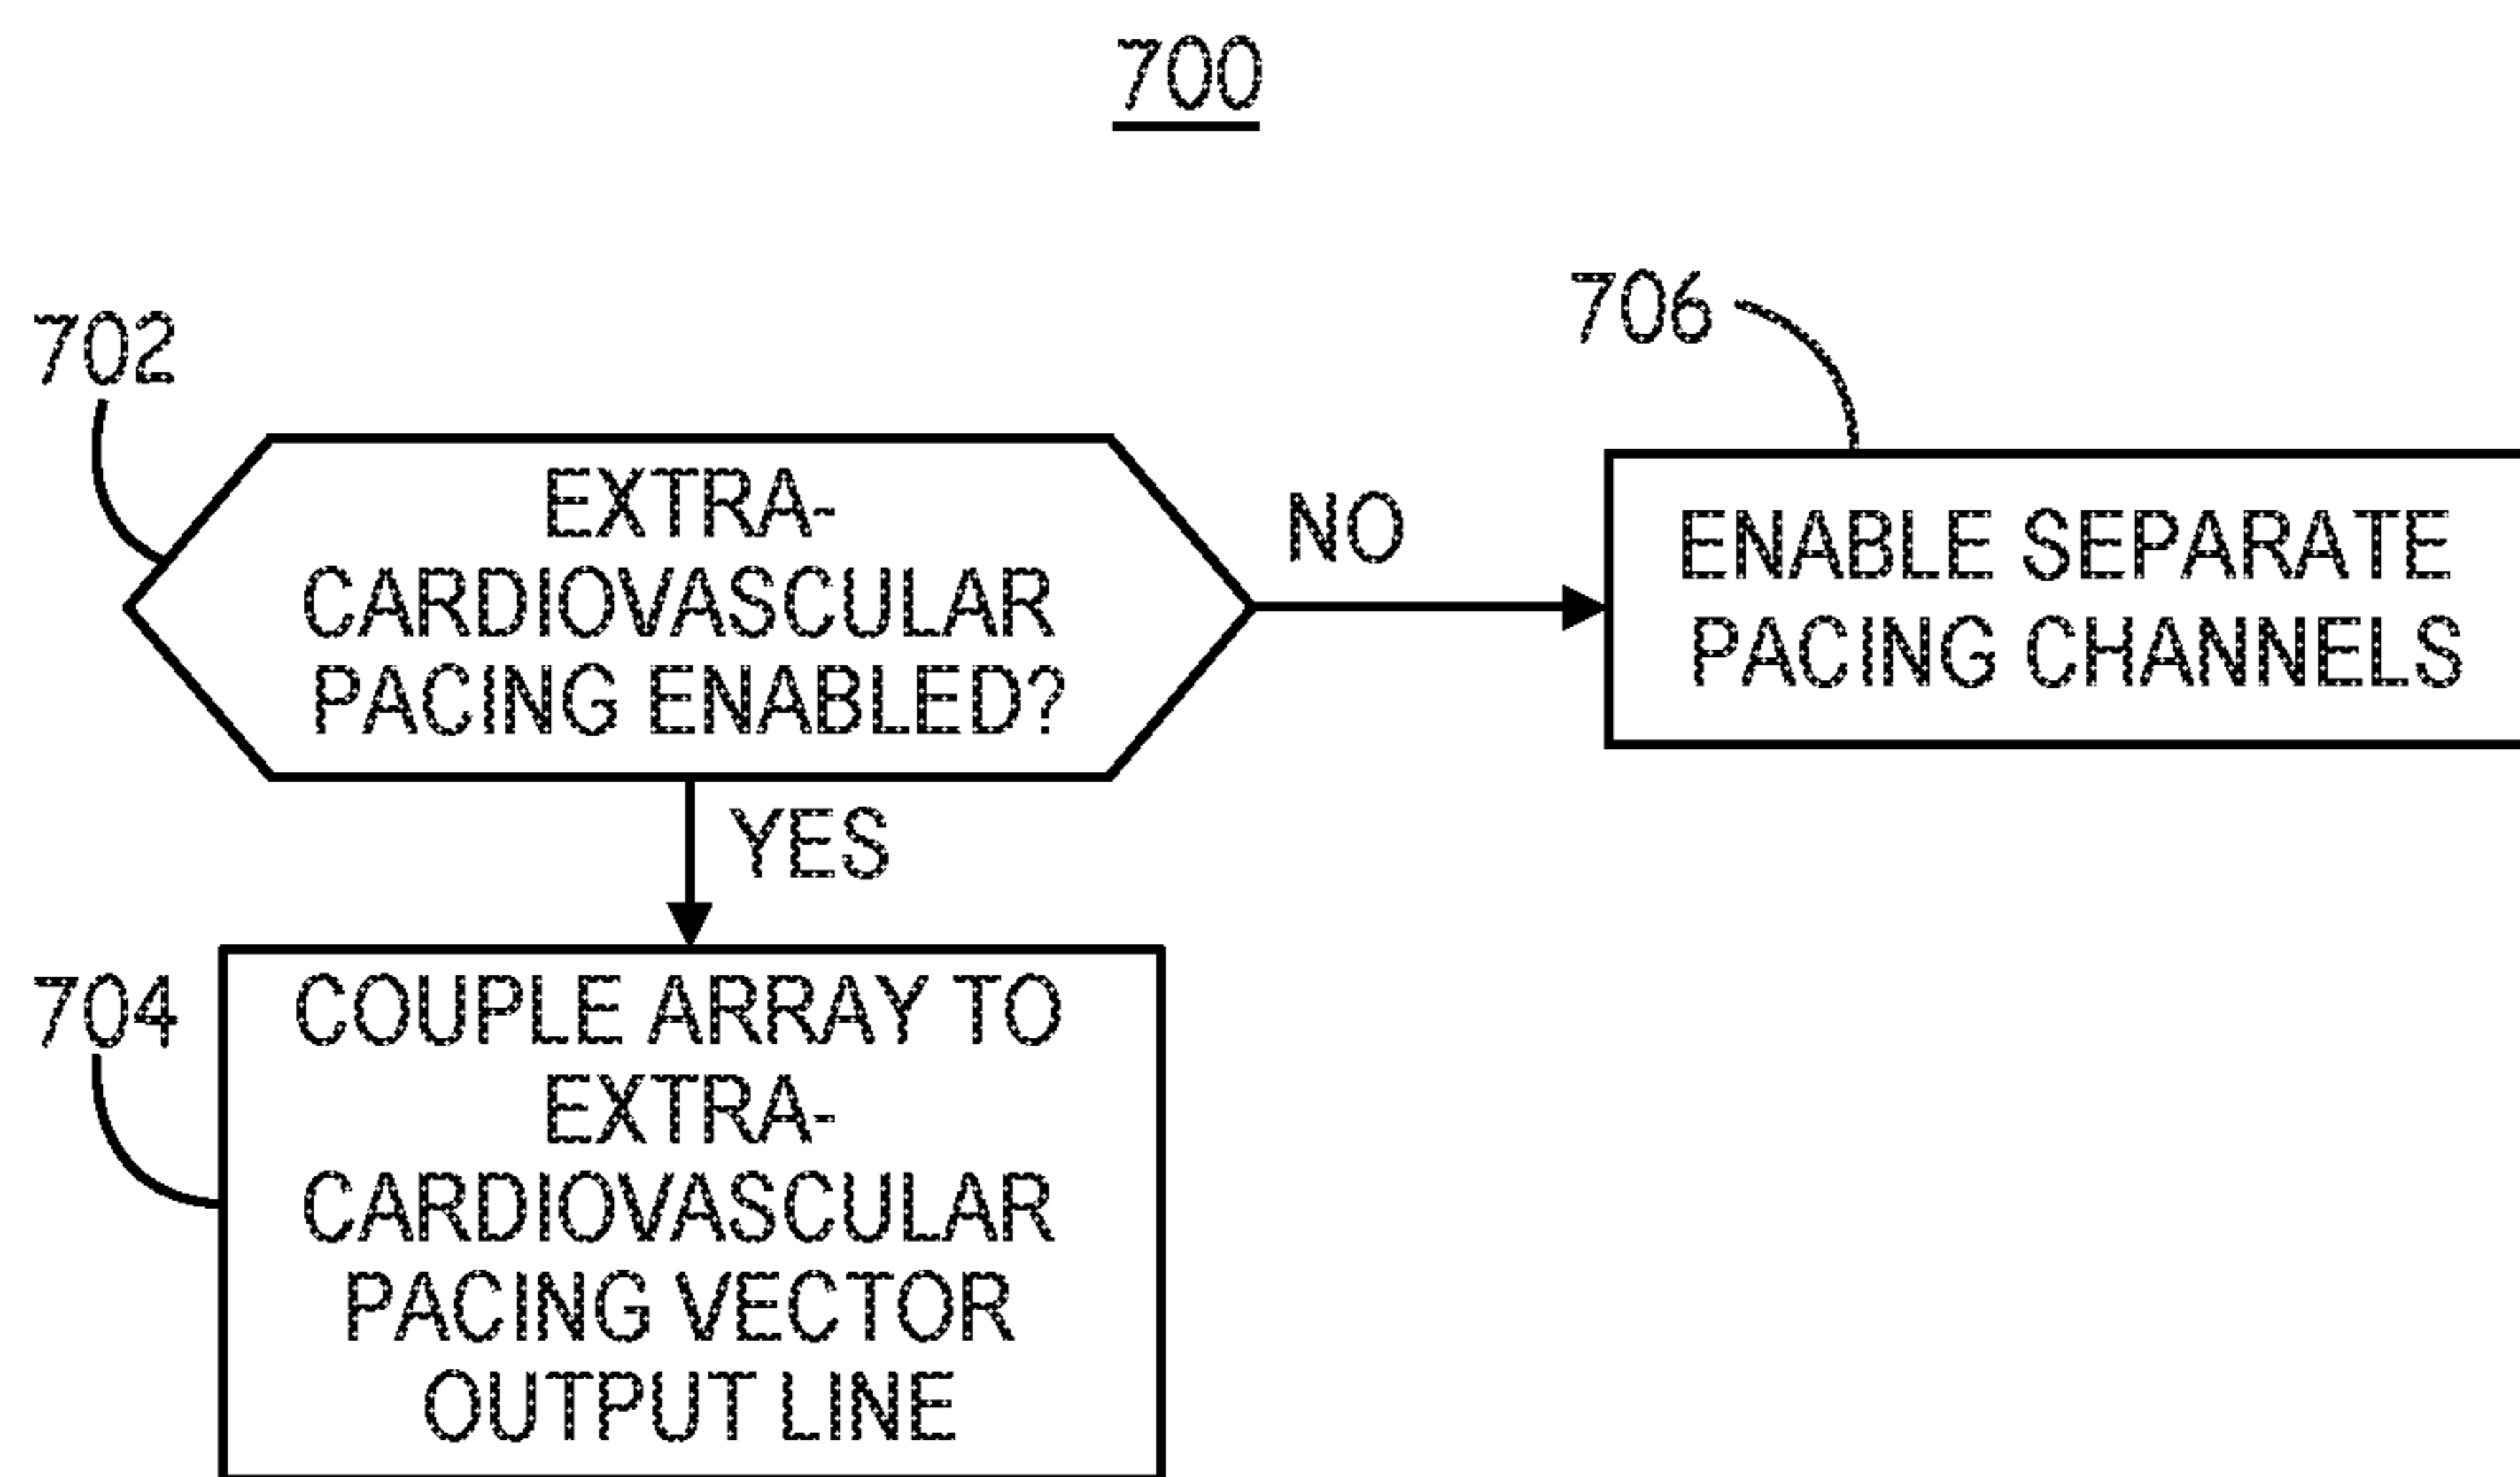 700
702
EXTRA-
CARDIOVASCULAR
PACING ENABLED?
NO
706
ENABLE SEPARATE
PACING CHANNELS
YES
704
COUPLE ARRAY TO
EXTRA-
CARDIOVASCULAR
PACING VECTOR
OUTPUT LINE